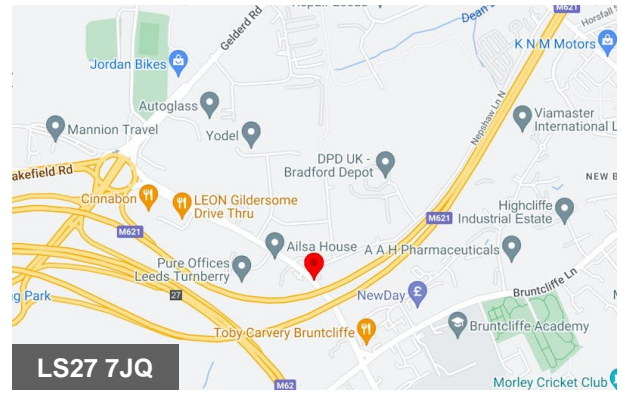 Gelderd Rd
Dean
M621
Horsfall S
K N M Motors
Jordan Bikes
Autoglass
Nepshaw Ln N
Viamaster
International L
Mannion Travel
Yodel
DPD UK -
Bradford Depot
akefield Rd
NEW B
Cinnabon
LEON Gildersome
Drive Thru
Highcliffe
Industrial Estate
M621
M621
Ailsa House
A A H Pharmaceuticals
Pure Offices
Leeds Turnberry
Bruntcliffe Ln
g Park
27
NewDay
Toby Carvery Bruntcliffe
Bruntcliffe Academy
LS27 7JQ
M62
Morley Cricket Club